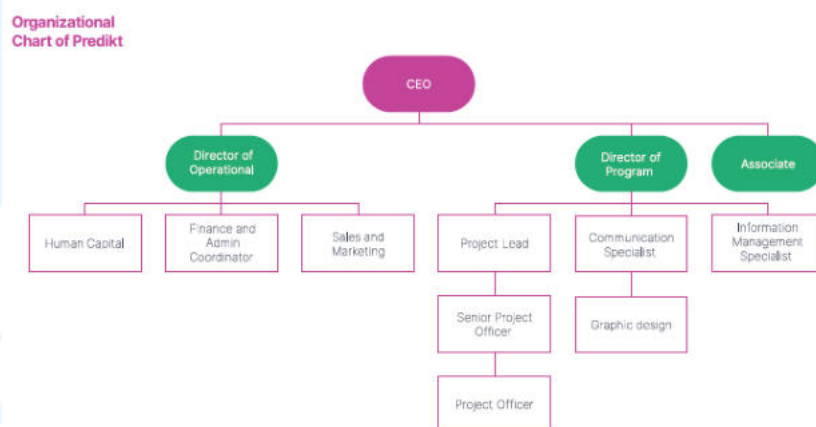 Organizational
Chart of Predikt
CEO
Director of
Operational
Director of
Program
Associate
Human Capital
Finance and
Admin
Coordinator
Sales and
Marketing
Project Lead
Communication
Specialist
Information
Management
Specialist
Senior Project
Officer
Graphic design
Project Officer